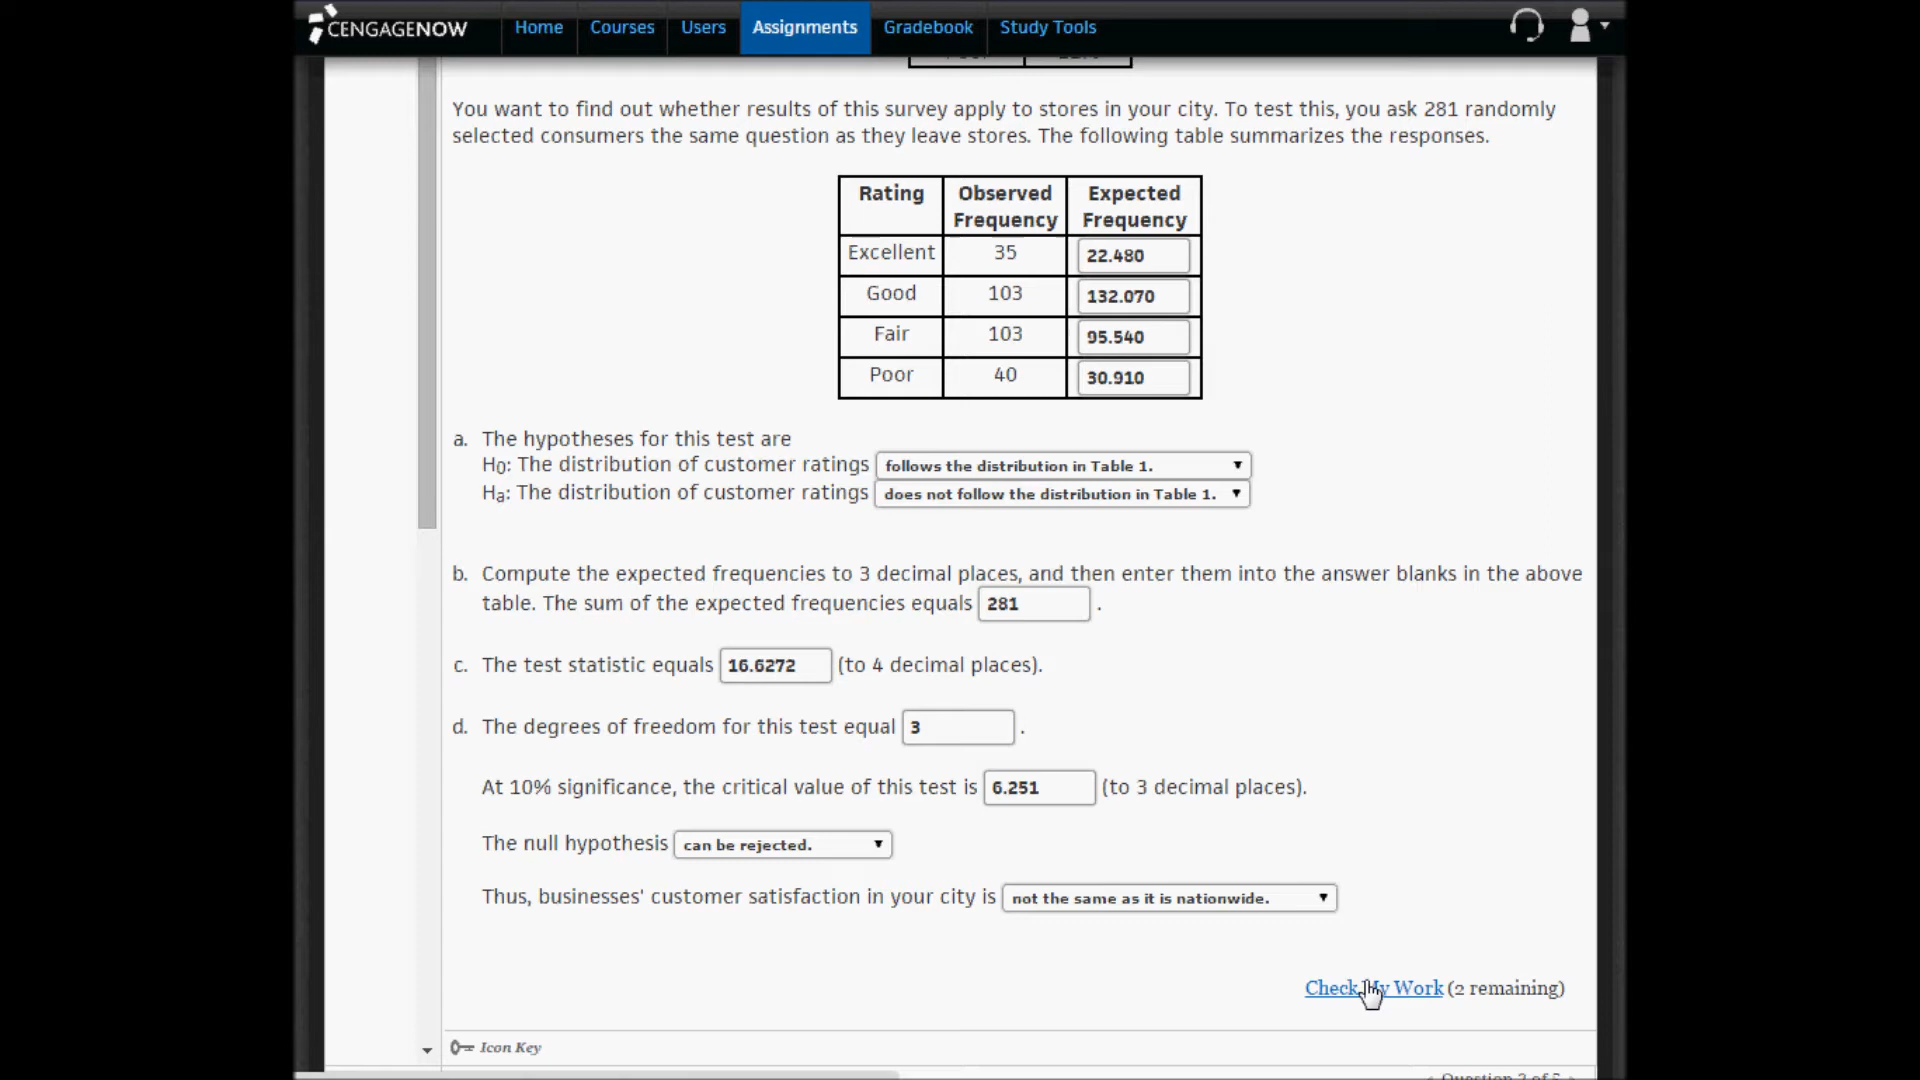 CENGAGENOW Home Courses Users Assignments Gradebook Study Tools
You want to find out whether results of this survey apply to stores in your city. To test this, you ask 281 randomly
selected consumers the same question as they leave stores. The following table summarizes the responses.
Rating Observed Frequency Expected Frequency
Excellent 35 22.480
Good 103 132.070
Fair 103 95.540
Poor 40 30.910
a. The hypotheses for this test are
H0: The distribution of customer ratings follows the distribution in Table 1.
Ha: The distribution of customer ratings does not follow the distribution in Table 1.
b. Compute the expected frequencies to 3 decimal places, and then enter them into the answer blanks in the above
table. The sum of the expected frequencies equals 281 .
c. The test statistic equals 16.6272 (to 4 decimal places).
d. The degrees of freedom for this test equal 3 .
At 10% significance, the critical value of this test is 6.251 (to 3 decimal places).
The null hypothesis can be rejected.
Thus, businesses' customer satisfaction in your city is not the same as it is nationwide.
Check My Work (2 remaining)
Icon Key